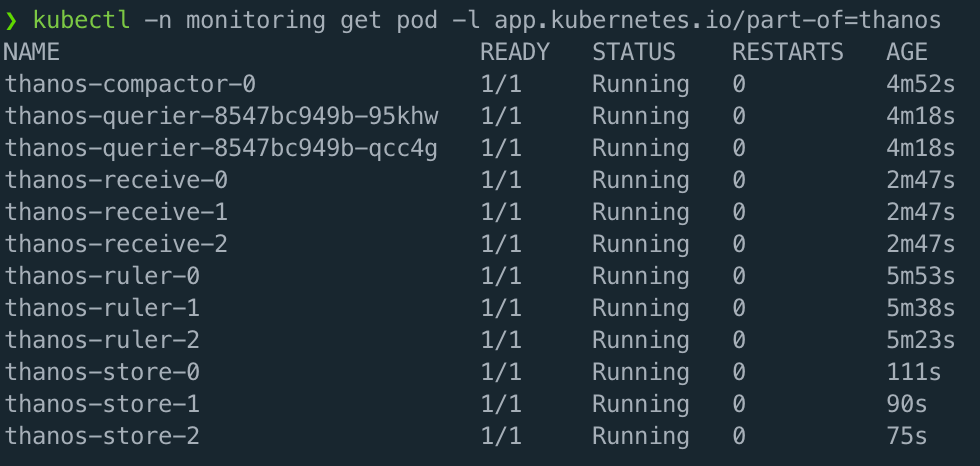 ❯ kubectl -n monitoring get pod -l app.kubernetes.io/part-of=thanos
NAME READY STATUS RESTARTS AGE
thanos-compactor-0 1/1 Running 0 4m52s
thanos-querier-8547bc949b-95khw 1/1 Running 0 4m18s
thanos-querier-8547bc949b-qcc4g 1/1 Running 0 4m18s
thanos-receive-0 1/1 Running 0 2m47s
thanos-receive-1 1/1 Running 0 2m47s
thanos-receive-2 1/1 Running 0 2m47s
thanos-ruler-0 1/1 Running 0 5m53s
thanos-ruler-1 1/1 Running 0 5m38s
thanos-ruler-2 1/1 Running 0 5m23s
thanos-store-0 1/1 Running 0 111s
thanos-store-1 1/1 Running 0 90s
thanos-store-2 1/1 Running 0 75s